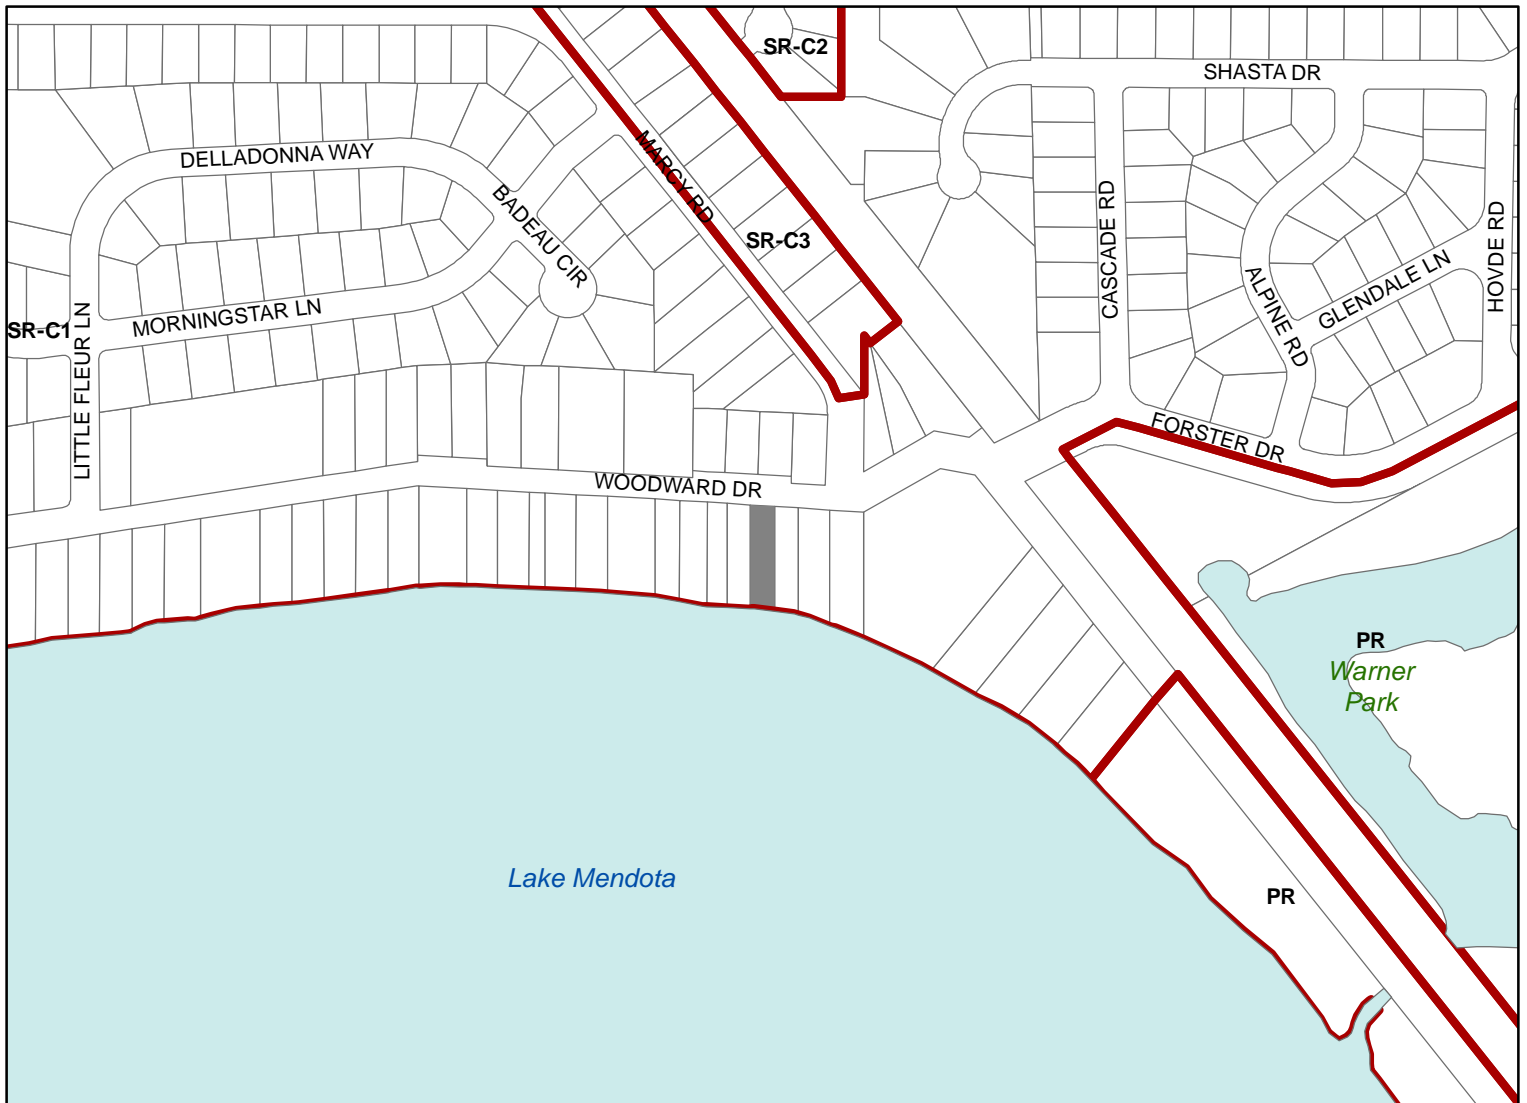 SR-C2
SHASTA DR
DELLADONNA WAY
MARCY RD
BADEAU CIR
SR-C3
CASCADE RD
HOVDE RD
ALPINE RD
GLENDALE LN
SR-C1
MORNINGSTAR LN
LITTLE FLEUR LN
FORSTER DR
WOODWARD DR
PR
Warner
Park
Lake Mendota
PR